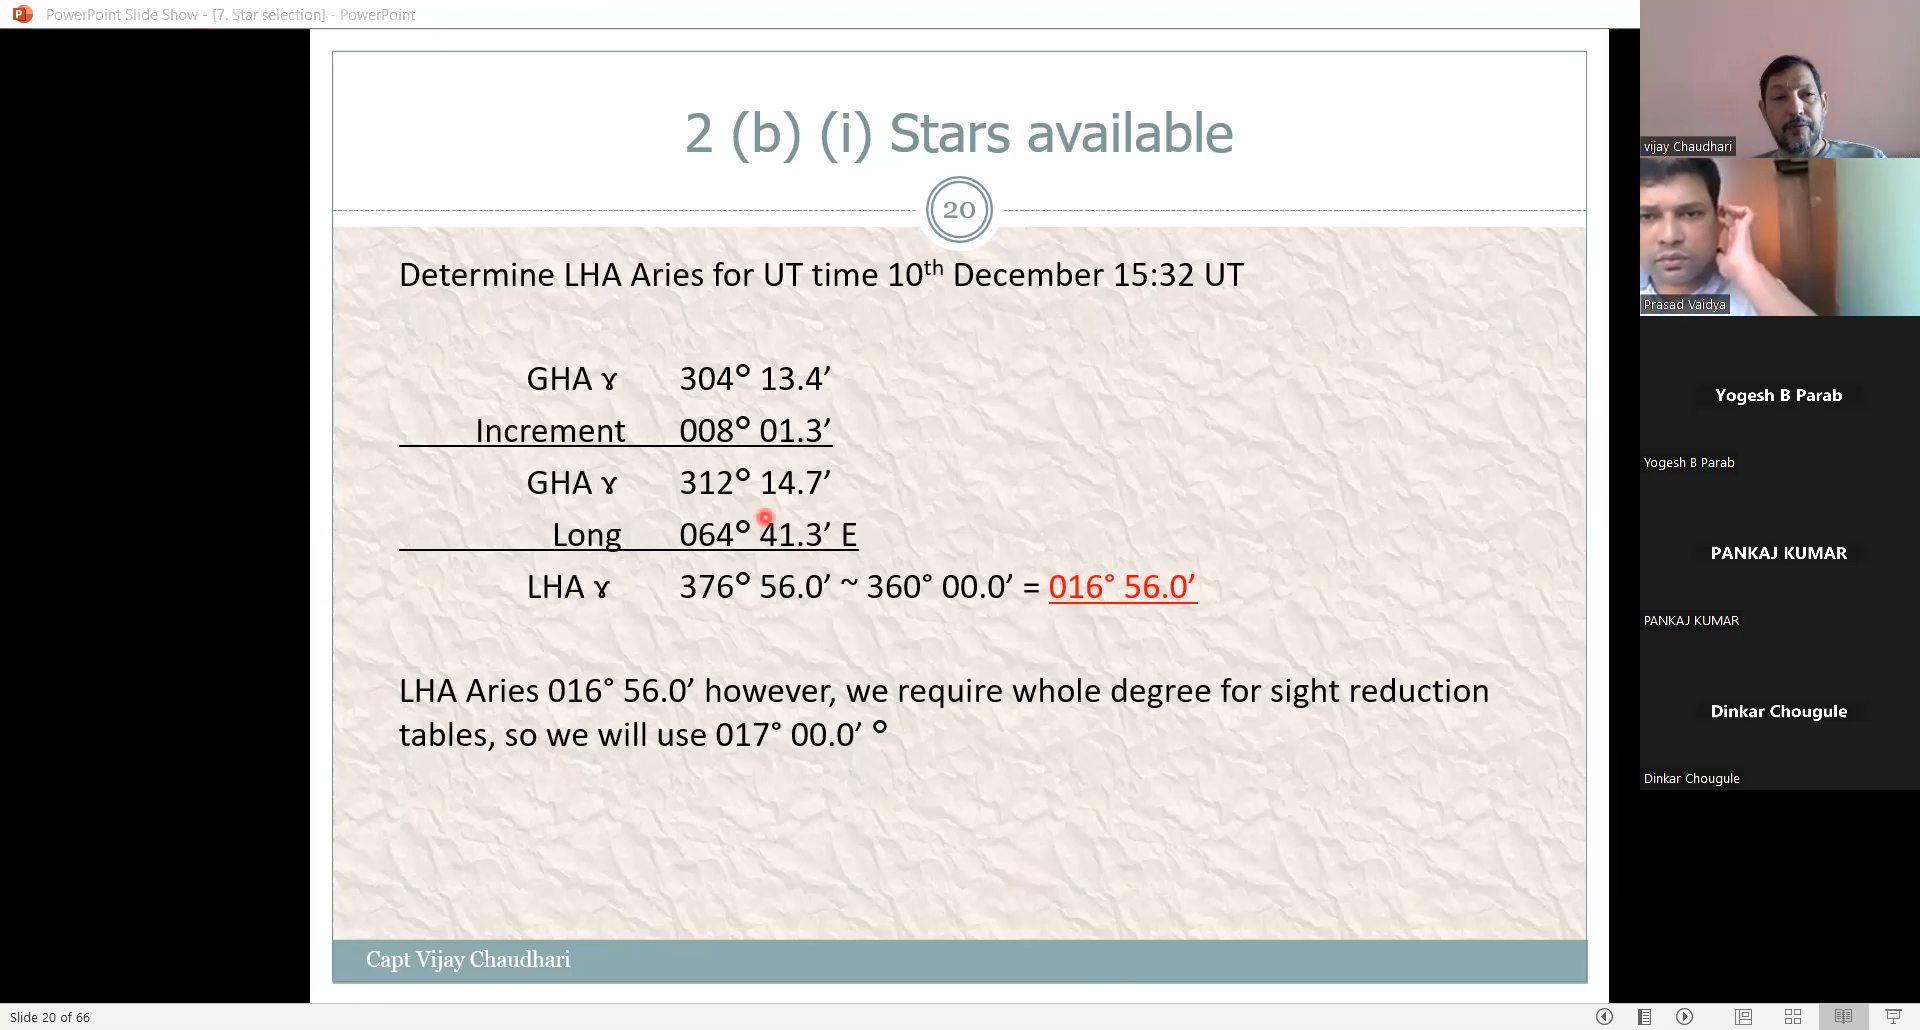 PowerPoint Slide Show - [7. Star selection] - PowerPoint
2 (b) (i) Stars available
20
Determine LHA Aries for UT time 10th December 15:32 UT
GHA ɤ 304° 13.4’
Increment 008° 01.3’
GHA ɤ 312° 14.7’
Long 064° 41.3’ E
LHA ɤ 376° 56.0’ ~ 360° 00.0’ = 016° 56.0’
LHA Aries 016° 56.0’ however, we require whole degree for sight reduction
tables, so we will use 017° 00.0’ °
Capt Vijay Chaudhari
Slide 20 of 66
vijay Chaudhari
Prasad Vaidya
Yogesh B Parab
Yogesh B Parab
PANKAJ KUMAR
PANKAJ KUMAR
Dinkar Chougule
Dinkar Chougule